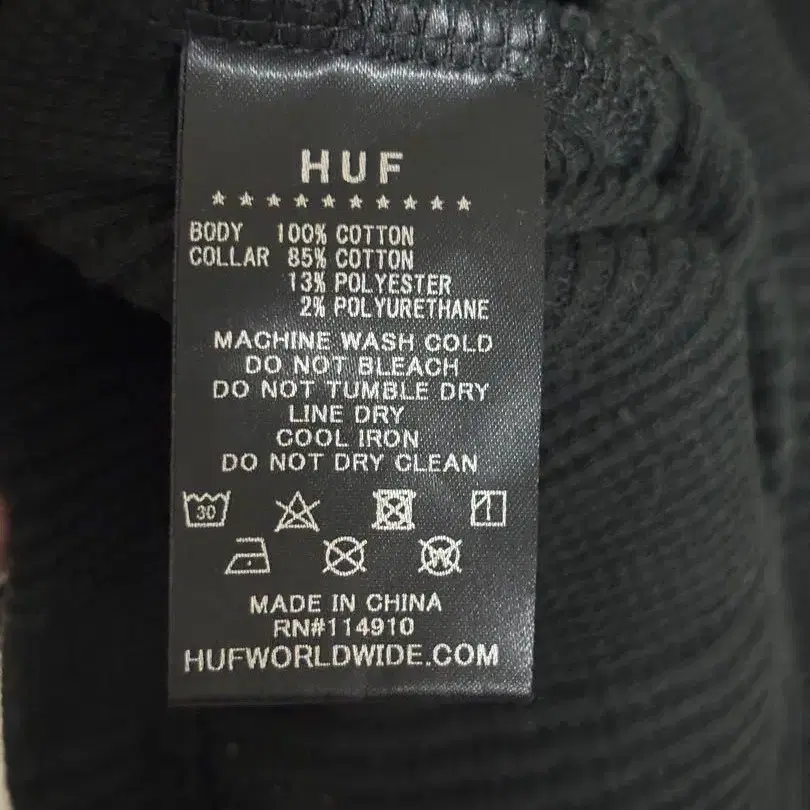 HUF
BODY 100% COTTON
COLLAR 85% COTTON
13% POLYESTER
2% POLYURETHANE
MACHINE WASH COLD
DO NOT BLEACH
DO NOT TUMBLE DRY
LINE DRY
COOL IRON
DO NOT DRY CLEAN
30
W
MADE IN CHINA
RN#114910
HUFWORLDWIDE.COM